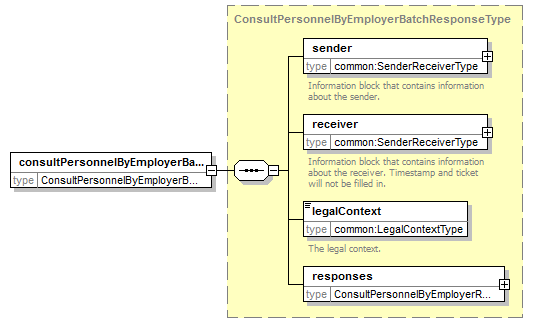 ConsultPersonnelByEmployerBatchResponseType
sender
type common:SenderReceiverType
Information block that contains information
about the sender.
receiver
type common:SenderReceiverType
Information block that contains information
about the receiver. Timestamp and ticket
will not be filled in.
consultPersonnelByEmployerBa...
type ConsultPersonnelByEmployerB...
legalContext
type common:LegalContextType
The legal context.
responses
type ConsultPersonnelByEmployerR...